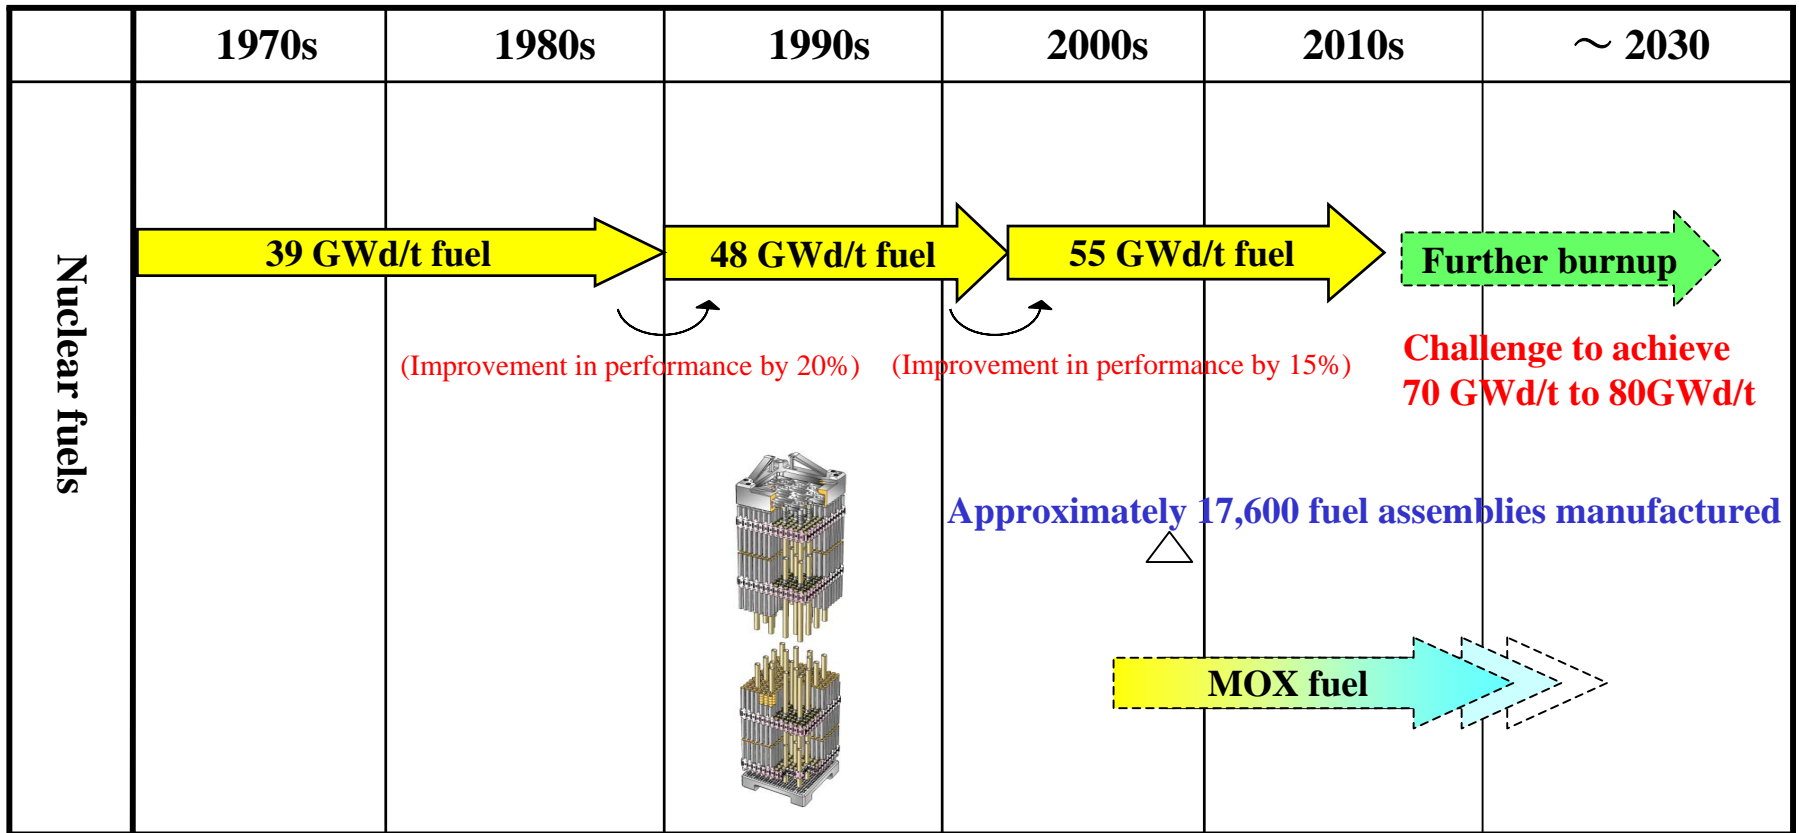 1970s 1980s 1990s 2000s 2010s ～ 2030
Nuclear fuels
39 GWd/t fuel
48 GWd/t fuel
55 GWd/t fuel
Further burnup
(Improvement in performance by 20%)
(Improvement in performance by 15%)
Challenge to achieve
70 GWd/t to 80GWd/t
Approximately 17,600 fuel assemblies manufactured
MOX fuel